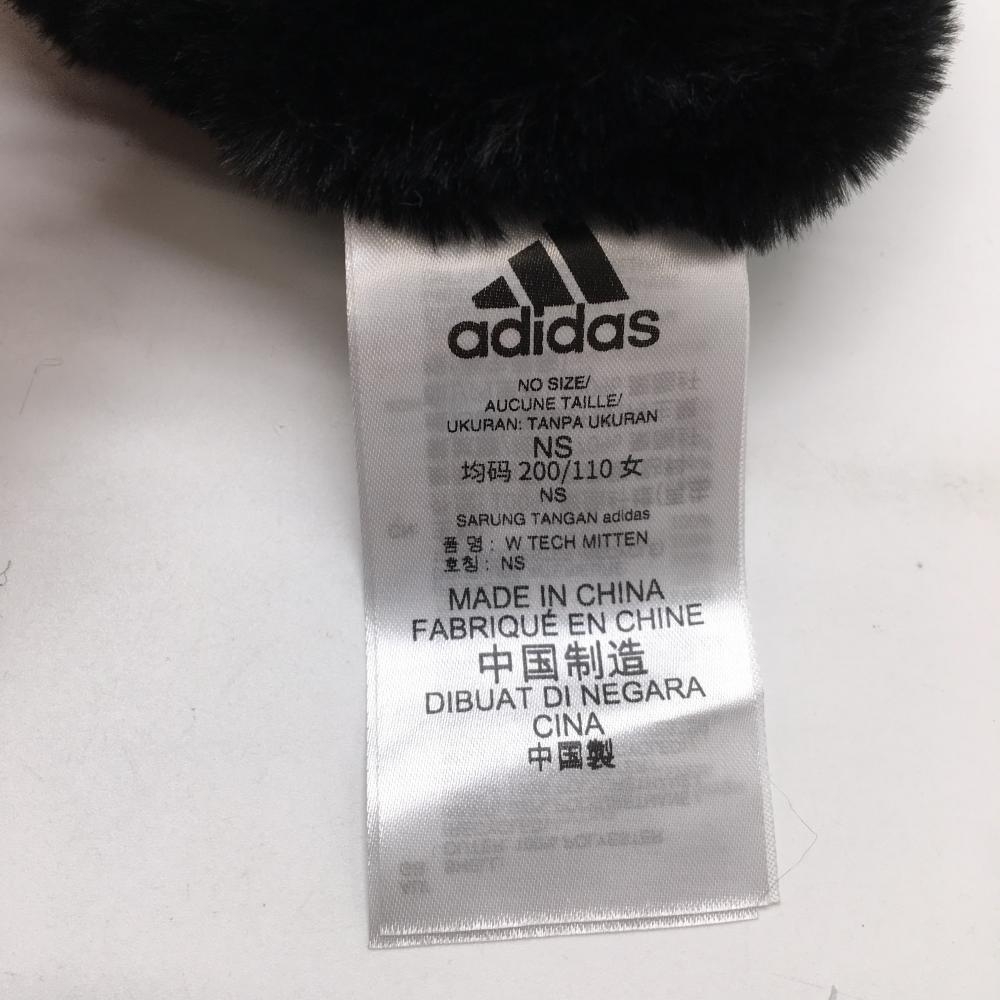 adidas
NO SIZE/
AUCUNE TAILLE/
UKURAN: TANPA UKURAN
NS
均码 200/110 女
NS
SARUNG TANGAN adidas
품 명 : W TECH MITTEN
호칭 : NS
MADE IN CHINA
FABRIQUÉ EN CHINE
中国制造
DIBUAT DI NEGARA
CINA
中国製